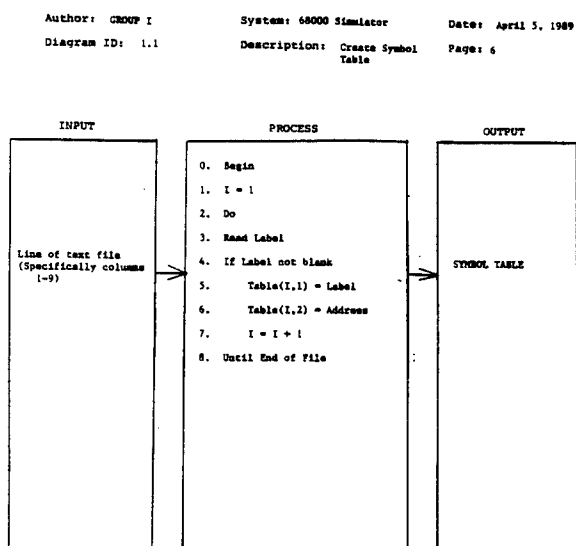 Author: GROUP I System: 68000 Simulator Date: April 5, 1989
Diagram ID: 1.1 Description: Create Symbol Table Page: 6
INPUT PROCESS OUTPUT
0. Begin
1. I = 1
2. Do
3. Read Label
4. If Label not blank
5. Table(I,1) = Label
6. Table(I,2) = Address
7. I = I + 1
8. Until End of File
Line of text file
(Specifically columns
1-9)
SYMBOL TABLE